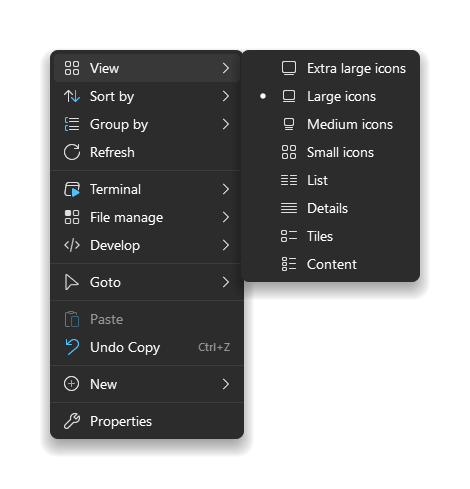 View
Sort by
Group by
Refresh
Terminal
File manage
Develop
Goto
Paste
Undo Copy Ctrl+Z
New
Properties
Extra large icons
Large icons
Medium icons
Small icons
List
Details
Tiles
Content